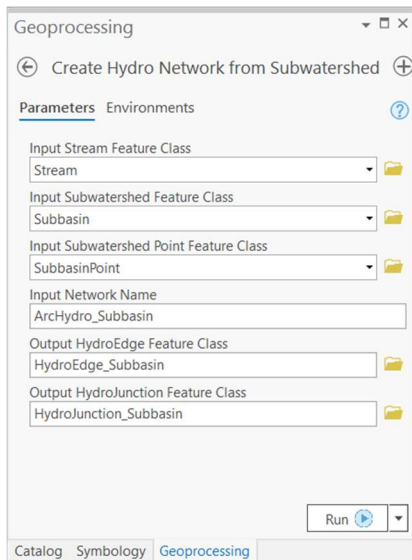 Geoprocessing
Create Hydro Network from Subwatershed
Parameters Environments
Input Stream Feature Class
Stream
Input Subwatershed Feature Class
Subbasin
Input Subwatershed Point Feature Class
SubbasinPoint
Input Network Name
ArcHydro_Subbasin
Output HydroEdge Feature Class
HydroEdge_Subbasin
Output HydroJunction Feature Class
HydroJunction_Subbasin
Run
Catalog Symbology Geoprocessing